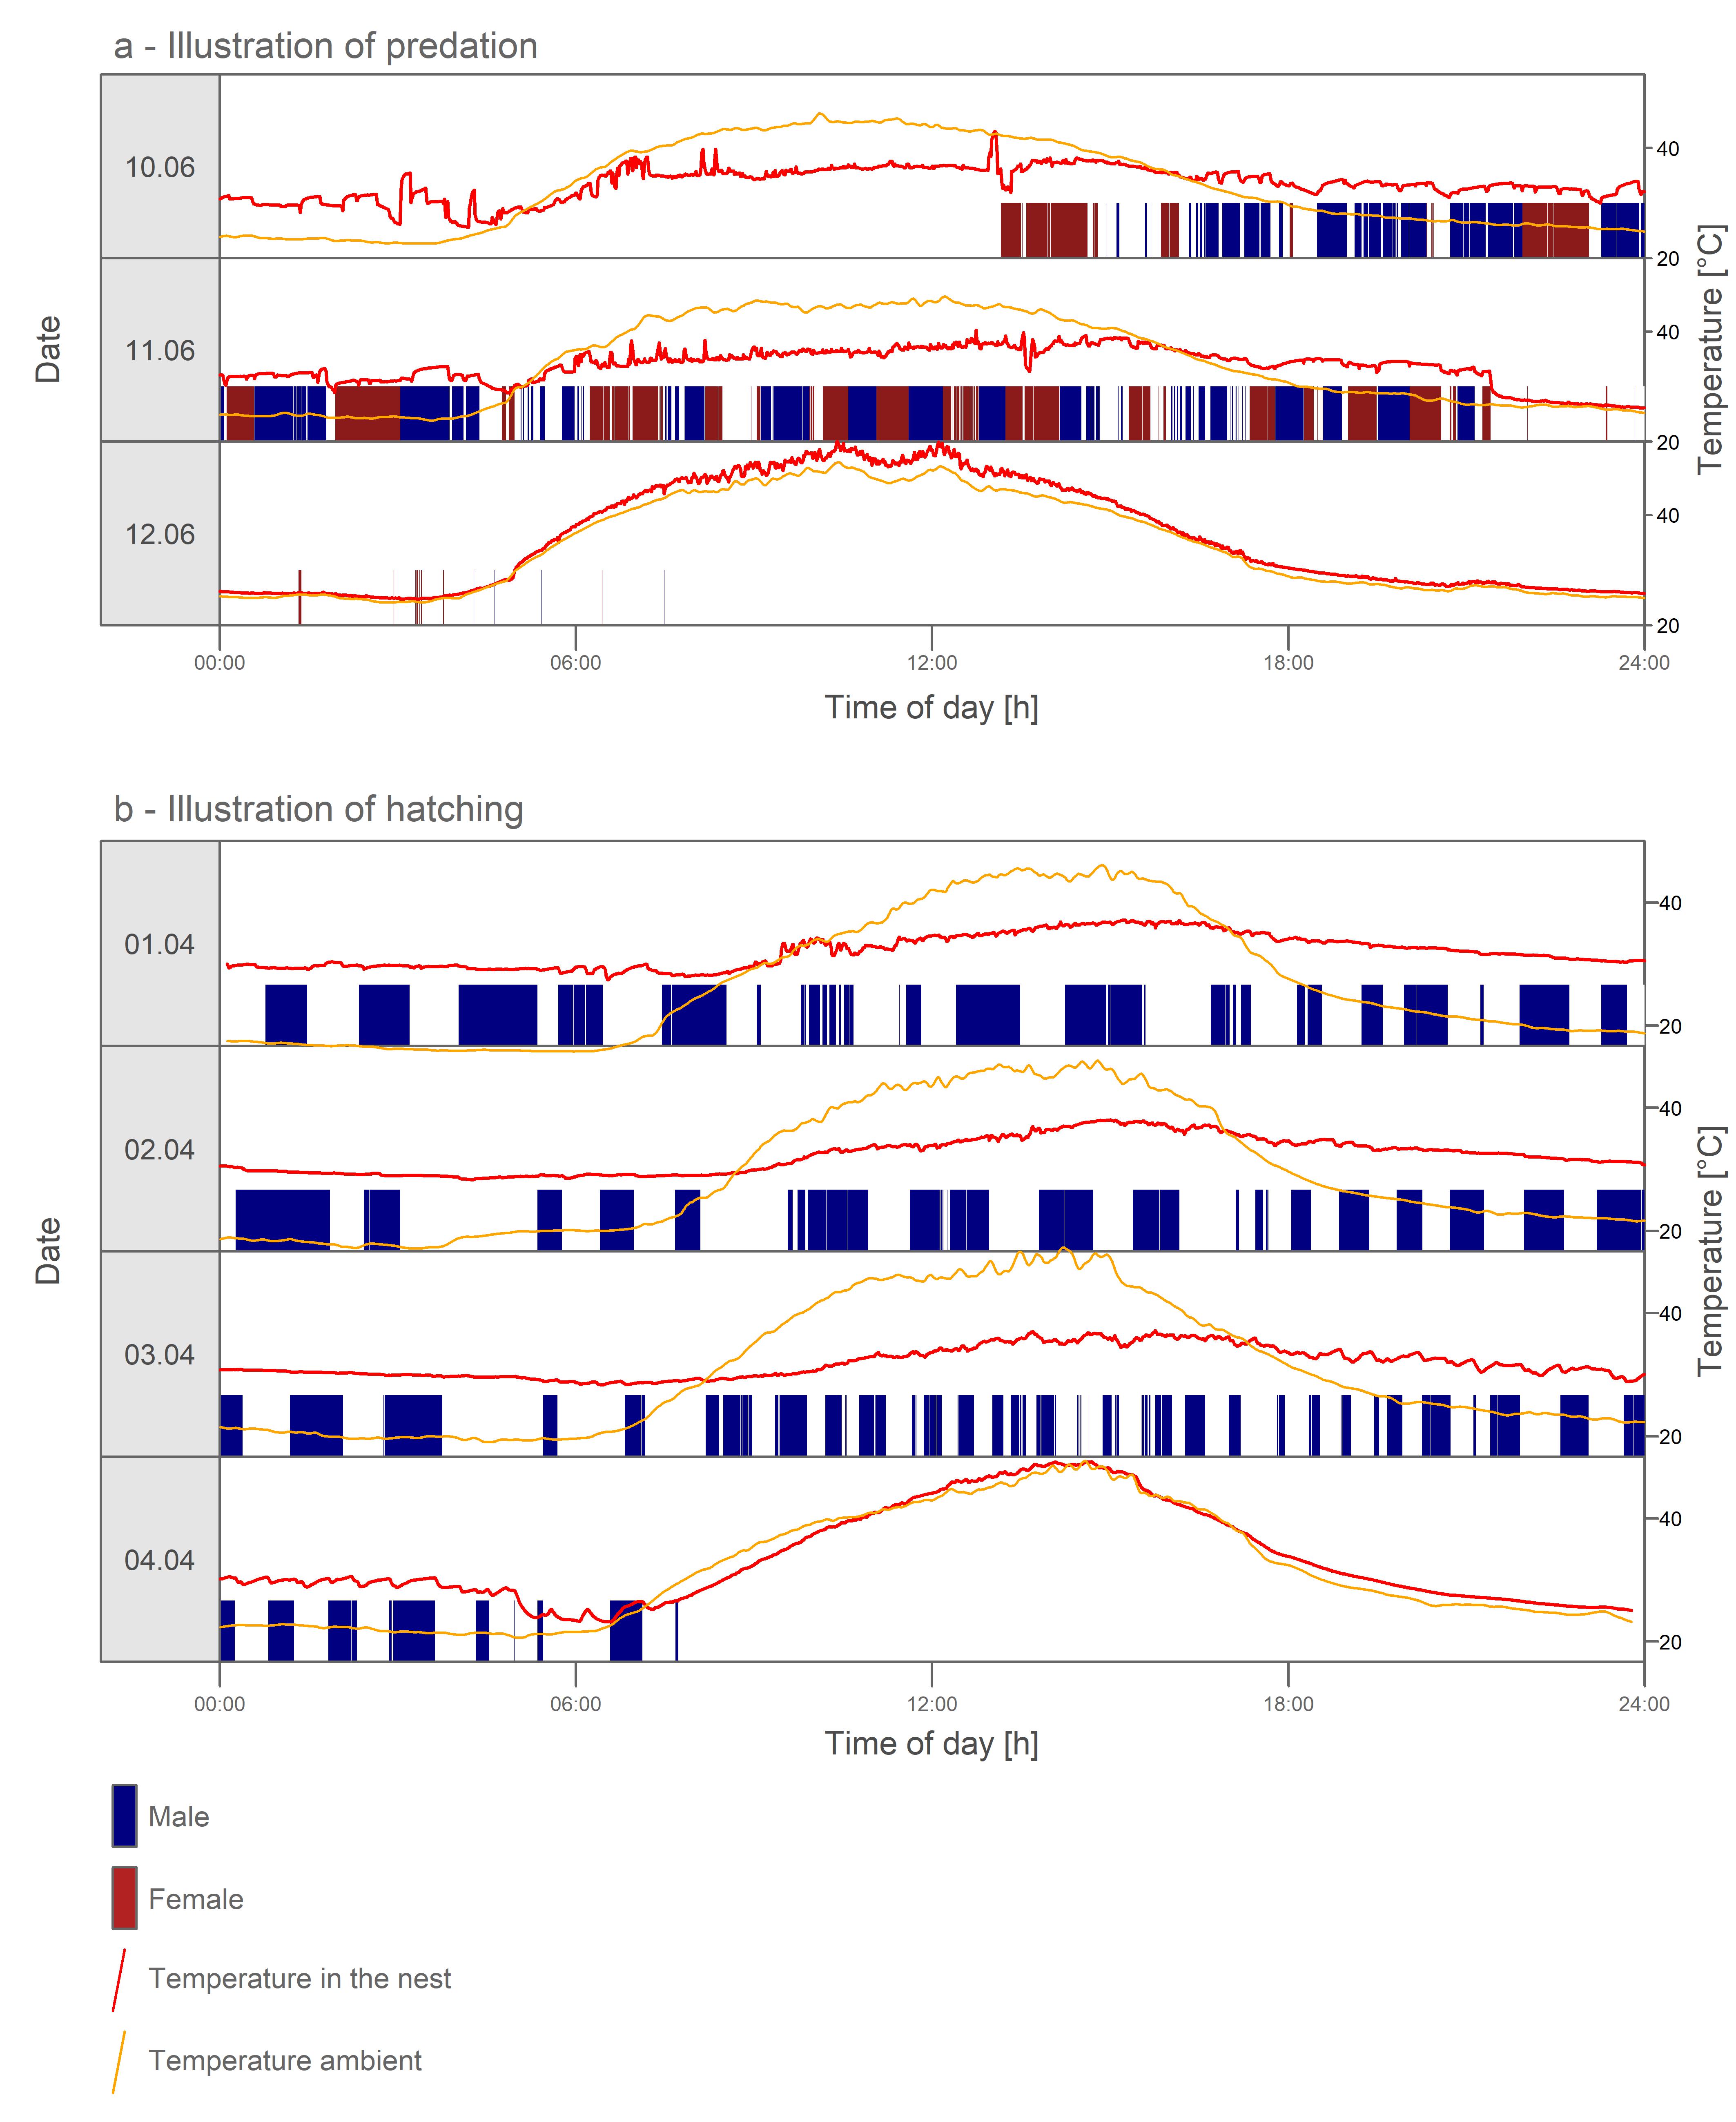 a - Illustration of predation
10.06
40
20
11.06
40
20
12.06
40
20
Date
Temperature [°C]
00:00 06:00 12:00 18:00 24:00
Time of day [h]
b - Illustration of hatching
01.04
40
20
02.04
40
20
03.04
40
20
04.04
40
20
Date
Temperature [°C]
00:00 06:00 12:00 18:00 24:00
Time of day [h]
Male
Female
Temperature in the nest
Temperature ambient